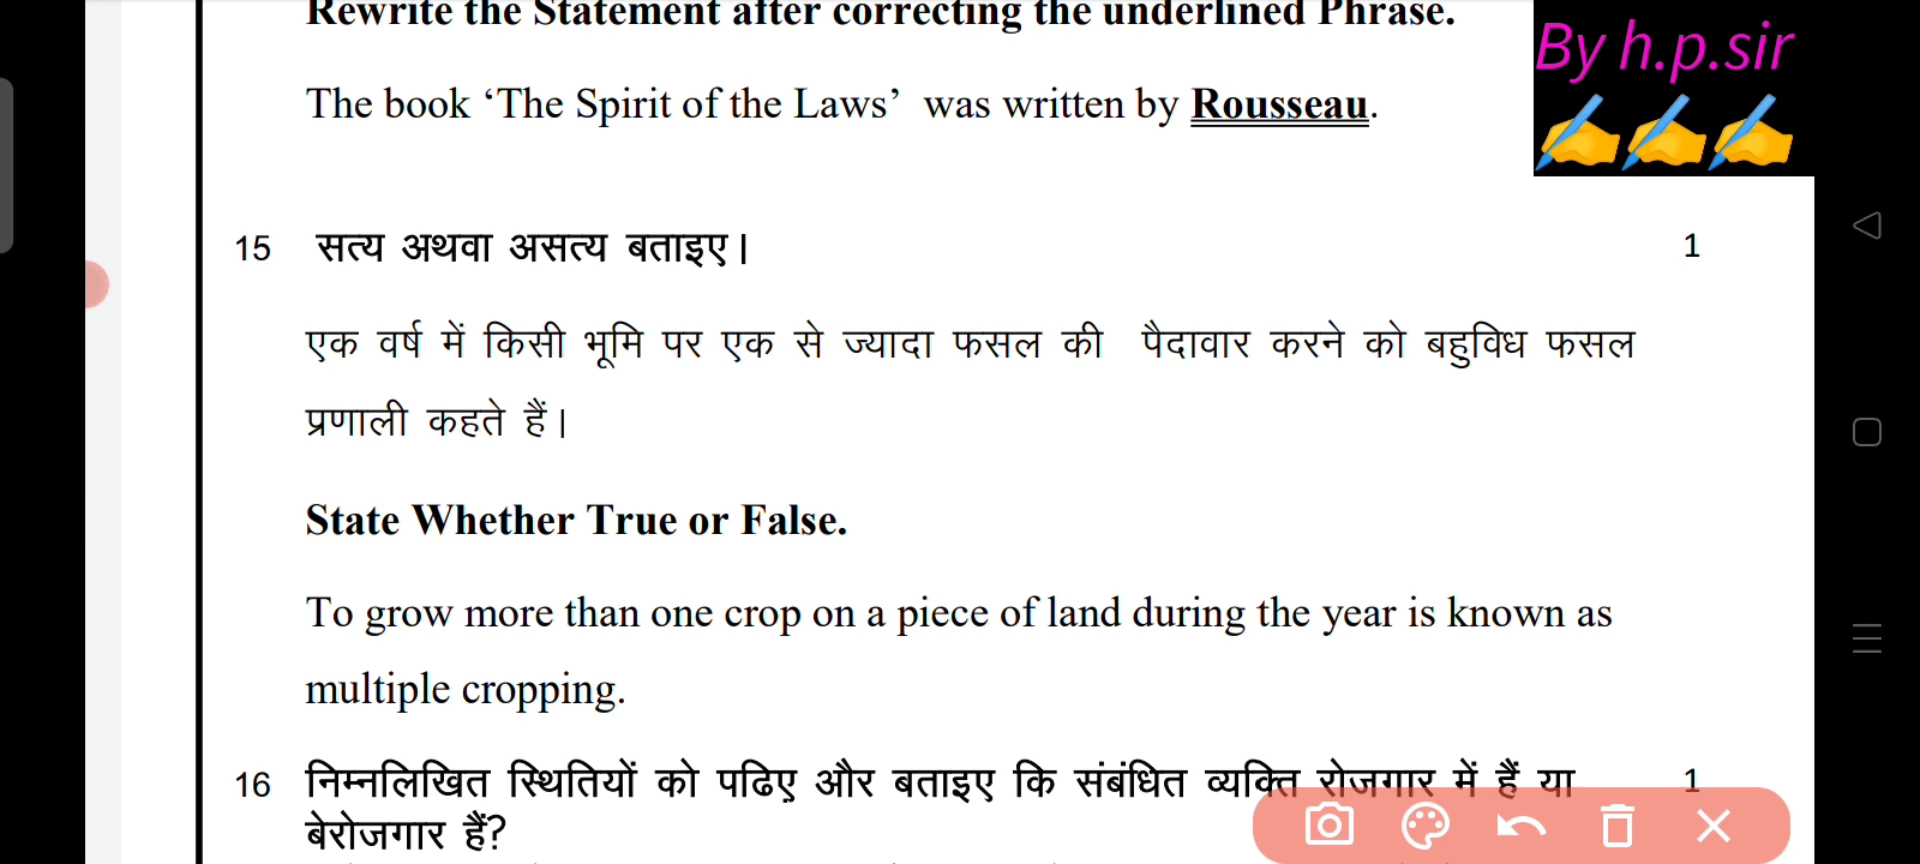 Rewrite the Statement after correcting the underlined Phrase.
The book ‘The Spirit of the Laws’ was written by Rousseau.
By h.p.sir
✍✍✍
15 सत्य अथवा असत्य बताइए। 1
एक वर्ष में किसी भूमि पर एक से ज्यादा फसल की पैदावार करने को बहुविध फसल
प्रणाली कहते हैं।
State Whether True or False.
To grow more than one crop on a piece of land during the year is known as
multiple cropping.
16 निम्नलिखित स्थितियों को पढिए और बताइए कि संबंधित व्यक्ति रोजगार में हैं या 1
बेरोजगार हैं?